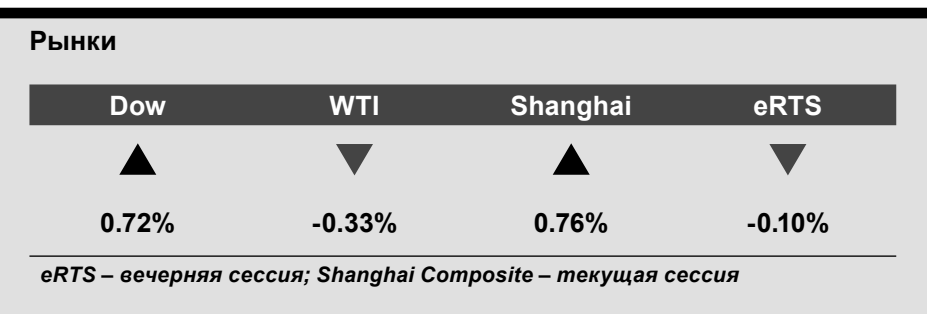 Рынки
Dow WTI Shanghai eRTS
0.72% -0.33% 0.76% -0.10%
eRTS – вечерняя сессия; Shanghai Composite – текущая сессия